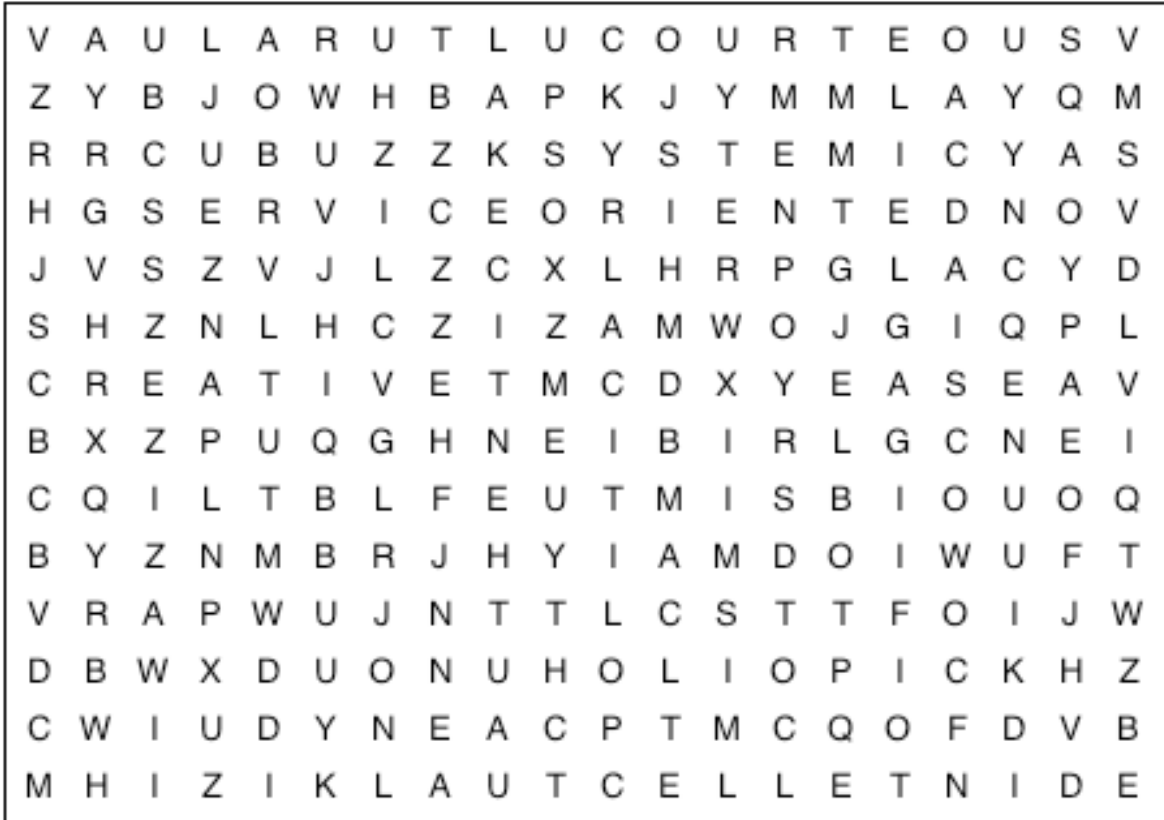 V A U L A R U T L U C O U R T E O U S V
Z Y B J O W H B A P K J Y M M L A Y Q M
R R C U B U Z Z K S Y S T E M I C Y A S
H G S E R V I C E O R I E N T E D N O V
J V S Z V J L Z C X L H R P G L A C Y D
S H Z N L H C Z I Z A M W O J G I Q P L
C R E A T I V E T M C D X Y E A S E A V
B X Z P U Q G H N E I B I R L G C N E I
C Q I L T B L F E U T M I S B I O U O Q
B Y Z N M B R J H Y I A M D O I W U F T
V R A P W U J N T T L C S T T F O I J W
D B W X D U O N U H O L I O P I C K H Z
C W I U D Y N E A C P T M C Q O F D V B
M H I Z I K L A U T C E L L E T N I D E